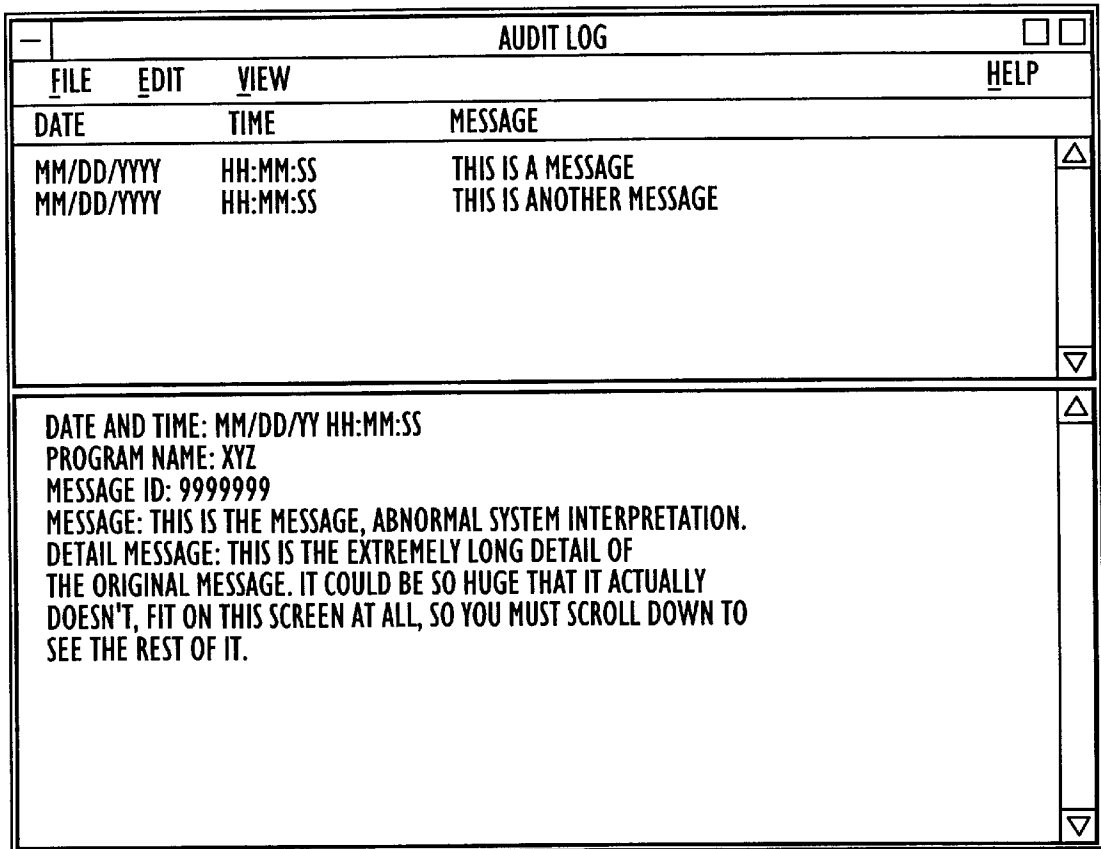 AUDIT LOG
FILE EDIT VIEW HELP
DATE TIME MESSAGE
MM/DD/YYYY HH:MM:SS THIS IS A MESSAGE
MM/DD/YYYY HH:MM:SS THIS IS ANOTHER MESSAGE
DATE AND TIME: MM/DD/YY HH:MM:SS
PROGRAM NAME: XYZ
MESSAGE ID: 9999999
MESSAGE: THIS IS THE MESSAGE, ABNORMAL SYSTEM INTERPRETATION.
DETAIL MESSAGE: THIS IS THE EXTREMELY LONG DETAIL OF
THE ORIGINAL MESSAGE. IT COULD BE SO HUGE THAT IT ACTUALLY
DOESN'T, FIT ON THIS SCREEN AT ALL, SO YOU MUST SCROLL DOWN TO
SEE THE REST OF IT.